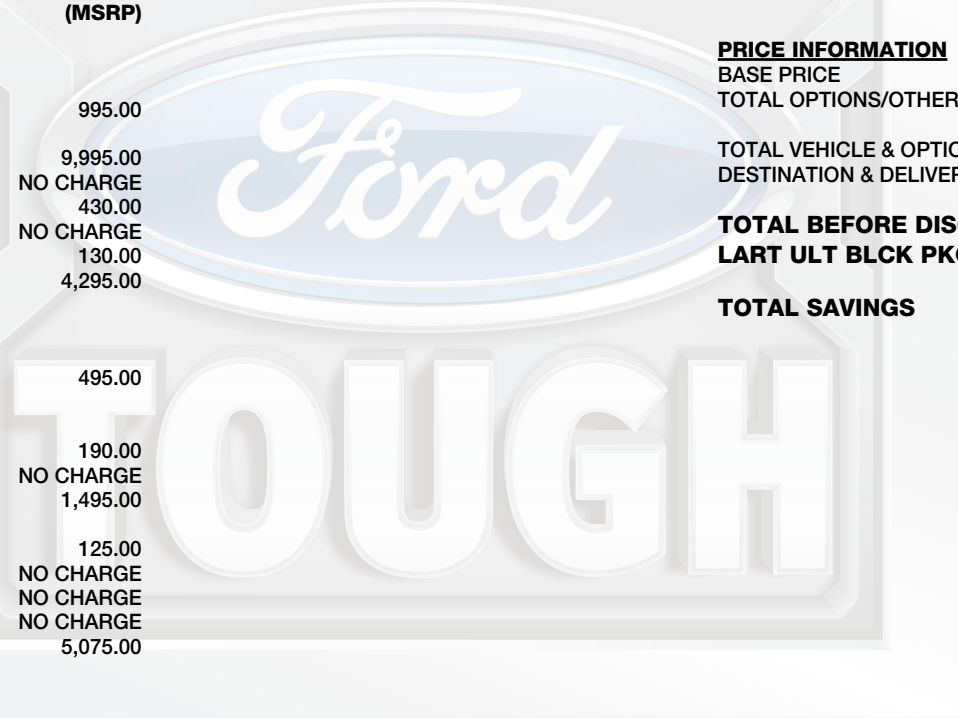 (MSRP)
995.00
9,995.00
NO CHARGE
430.00
NO CHARGE
130.00
4,295.00
495.00
190.00
NO CHARGE
1,495.00
125.00
NO CHARGE
NO CHARGE
NO CHARGE
5,075.00
PRICE INFORMATION
BASE PRICE
TOTAL OPTIONS/OTHER
TOTAL VEHICLE & OPTIO
DESTINATION & DELIVER
TOTAL BEFORE DISC
LART ULT BLCK PKG
TOTAL SAVINGS
Ford
TOUGH